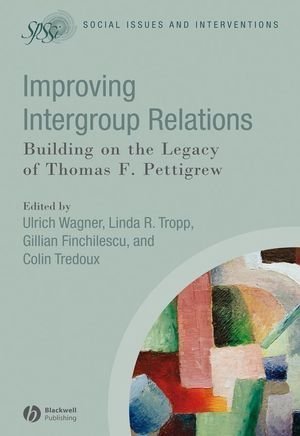 SPSSI
SOCIAL ISSUES AND INTERVENTIONS
Improving
Intergroup Relations
Building on the Legacy
of Thomas F. Pettigrew
Edited by
Ulrich Wagner, Linda R. Tropp,
Gillian Finchilescu, and
Colin Tredoux
Blackwell
Publishing